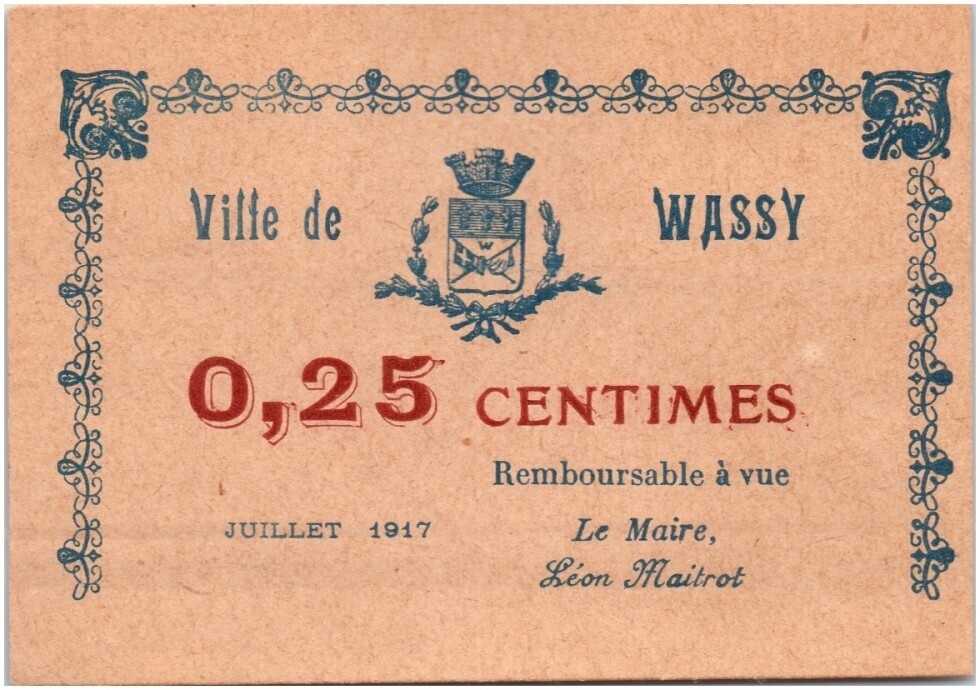 Ville de WASSY
W
0,25 CENTIMES
Remboursable à vue
JUILLET 1917 Le Maire,
Léon Maitrot